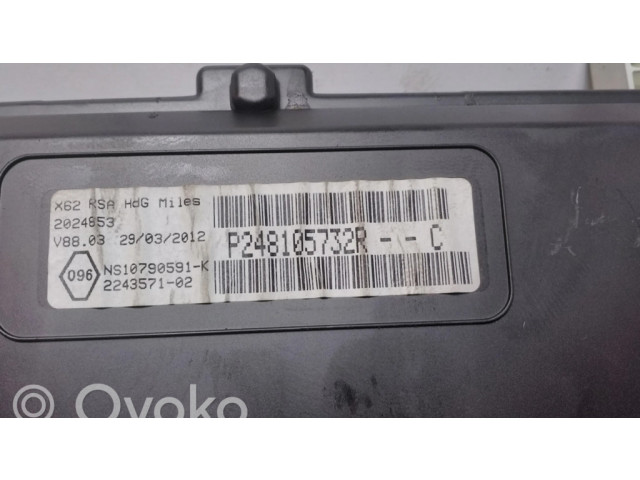 X62 RSA HdG Miles
2024853
V88.03 29/03/2012
P248105732R -- C
096
NS10790591-K
2243571-02
Ovoko